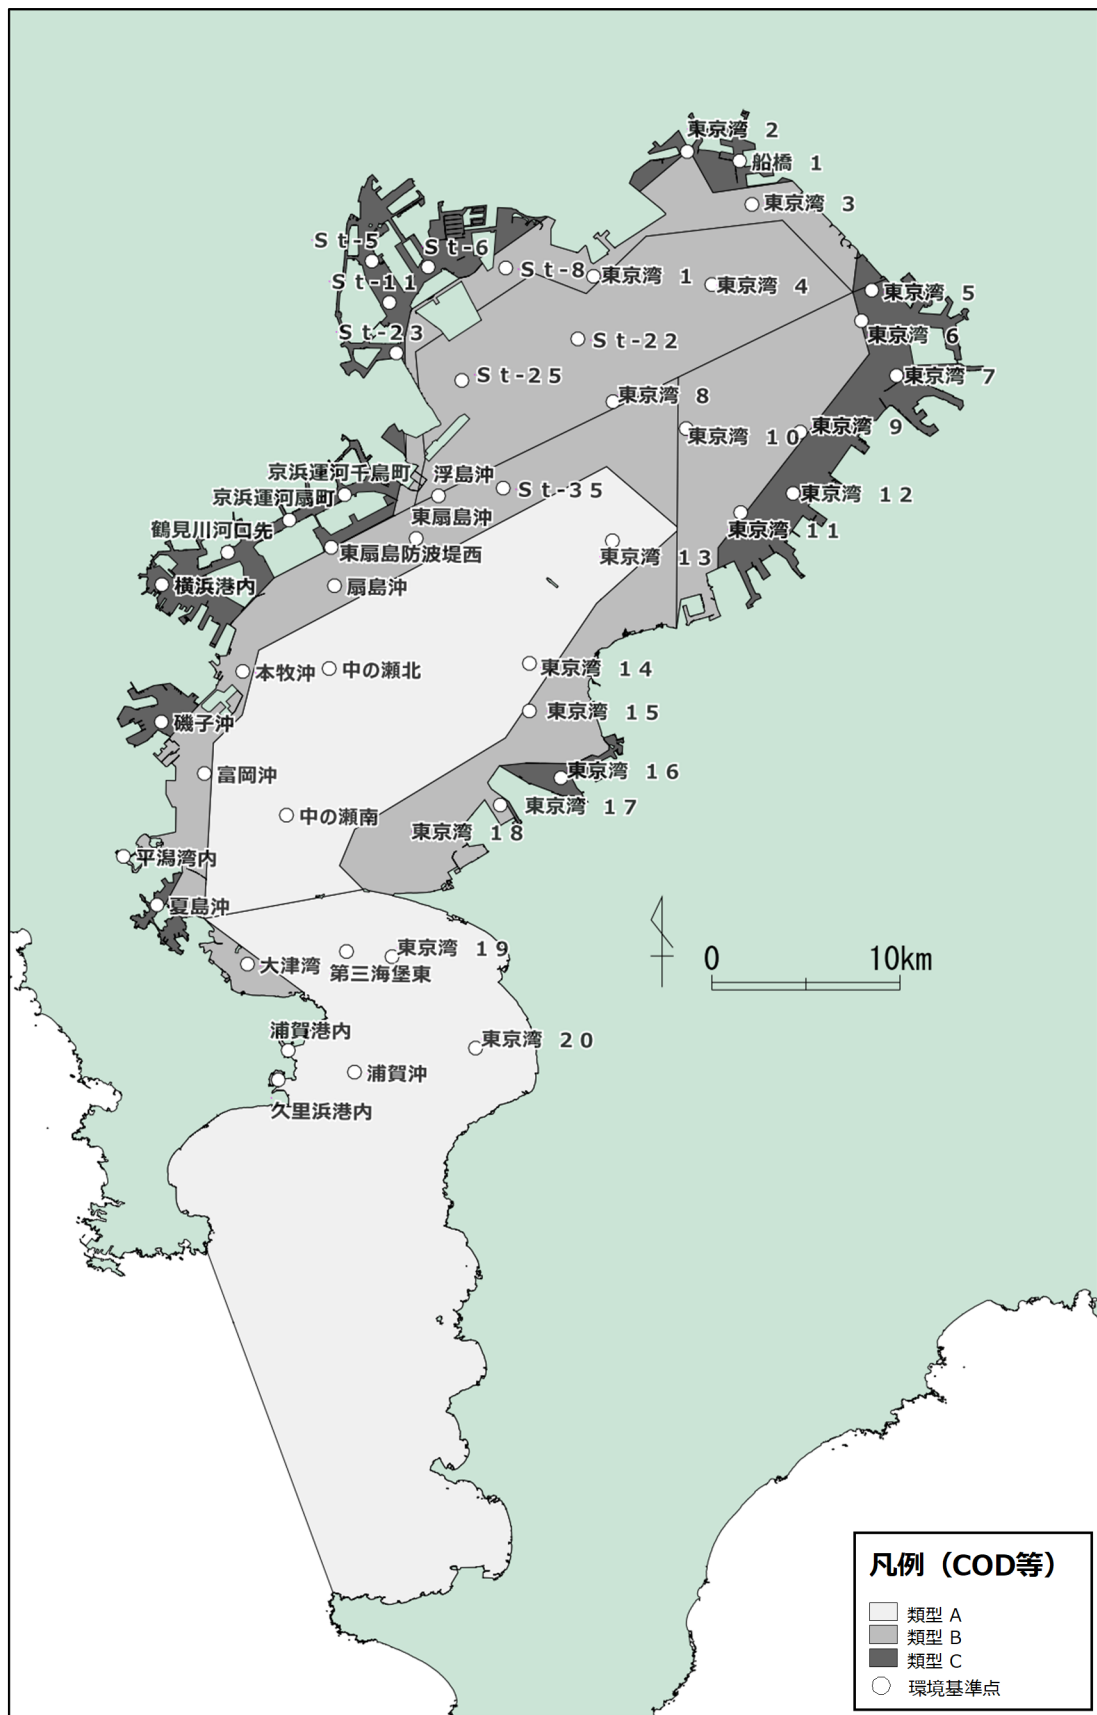 東京湾　２
船橋　１
東京湾　３
Ｓｔ-５
Ｓｔ-６
Ｓｔ-８
東京湾　１
東京湾　４
Ｓｔ-１１
東京湾　５
Ｓｔ-２３
Ｓｔ-２２
東京湾　６
Ｓｔ-２５
東京湾　７
東京湾　８
東京湾　９
東京湾　１０
京浜運河千鳥町
浮島沖
Ｓｔ-３５
京浜運河扇町
東扇島沖
東京湾　１２
鶴見川河口先
東京湾　１１
東扇島防波堤西
東京湾　１３
横浜港内
扇島沖
本牧沖
中の瀬北
東京湾　１４
東京湾　１５
磯子沖
富岡沖
東京湾　１６
東京湾　１７
中の瀬南
東京湾　１８
平潟湾内
夏島沖
東京湾　１９
大津湾
第三海堡東
0
10km
浦賀港内
東京湾　２０
浦賀沖
久里浜港内
凡例（COD等）
類型 A
類型 B
類型 C
環境基準点